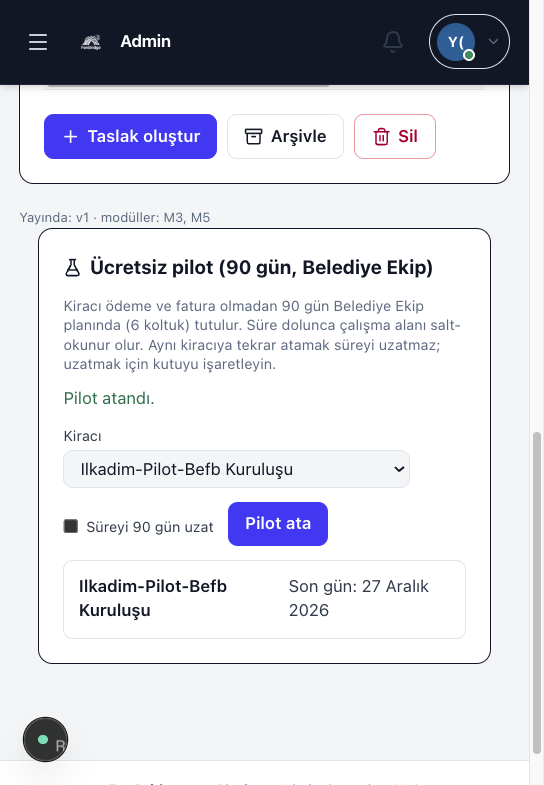 Admin
Y(
Taslak oluştur
Arşivle
Sil
Yayında: v1 · modüller: M3, M5
Ücretsiz pilot (90 gün, Belediye Ekip)
Kiracı ödeme ve fatura olmadan 90 gün Belediye Ekip
planında (6 koltuk) tutulur. Süre dolunca çalışma alanı salt-
okunur olur. Aynı kiracıya tekrar atamak süreyi uzatmaz;
uzatmak için kutuyu işaretleyin.
Pilot atandı.
Kiracı
Ilkadim-Pilot-Befb Kuruluşu
Süreyi 90 gün uzat
Pilot ata
Ilkadim-Pilot-Befb
Kuruluşu
Son gün: 27 Aralık
2026
R